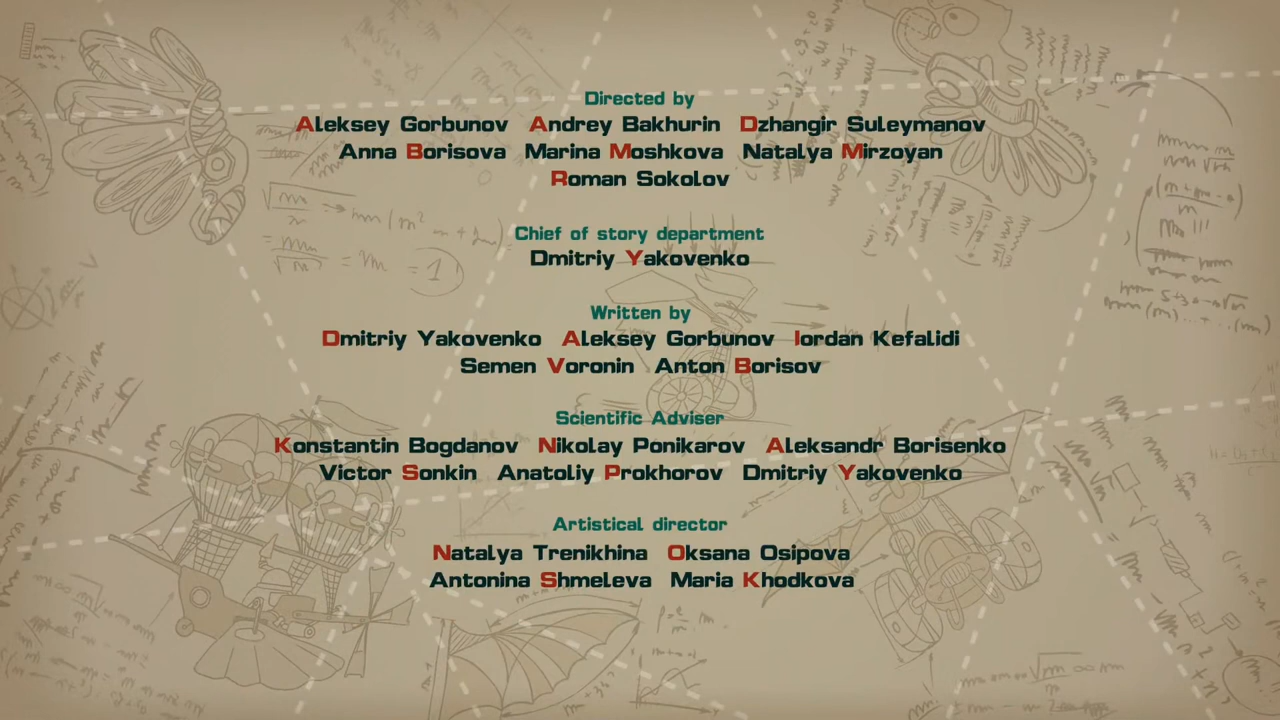 Directed by
Aleksey Gorbunov Andrey Bakhurin Dzhangir Suleymanov
Anna Borisova Marina Moshkova Natalya Mirzoyan
Roman Sokolov
Chief of story department
Dmitriy Yakovenko
Written by
Dmitriy Yakovenko Aleksey Gorbunov Iordan Kefalidi
Semen Voronin Anton Borisov
Scientific Adviser
Konstantin Bogdanov Nikolay Ponikarov Aleksandr Borisenko
Victor Sonkin Anatoliy Prokhorov Dmitriy Yakovenko
Artistical director
Natalya Trenikhina Oksana Osipova
Antonina Shmeleva Maria Khodkova